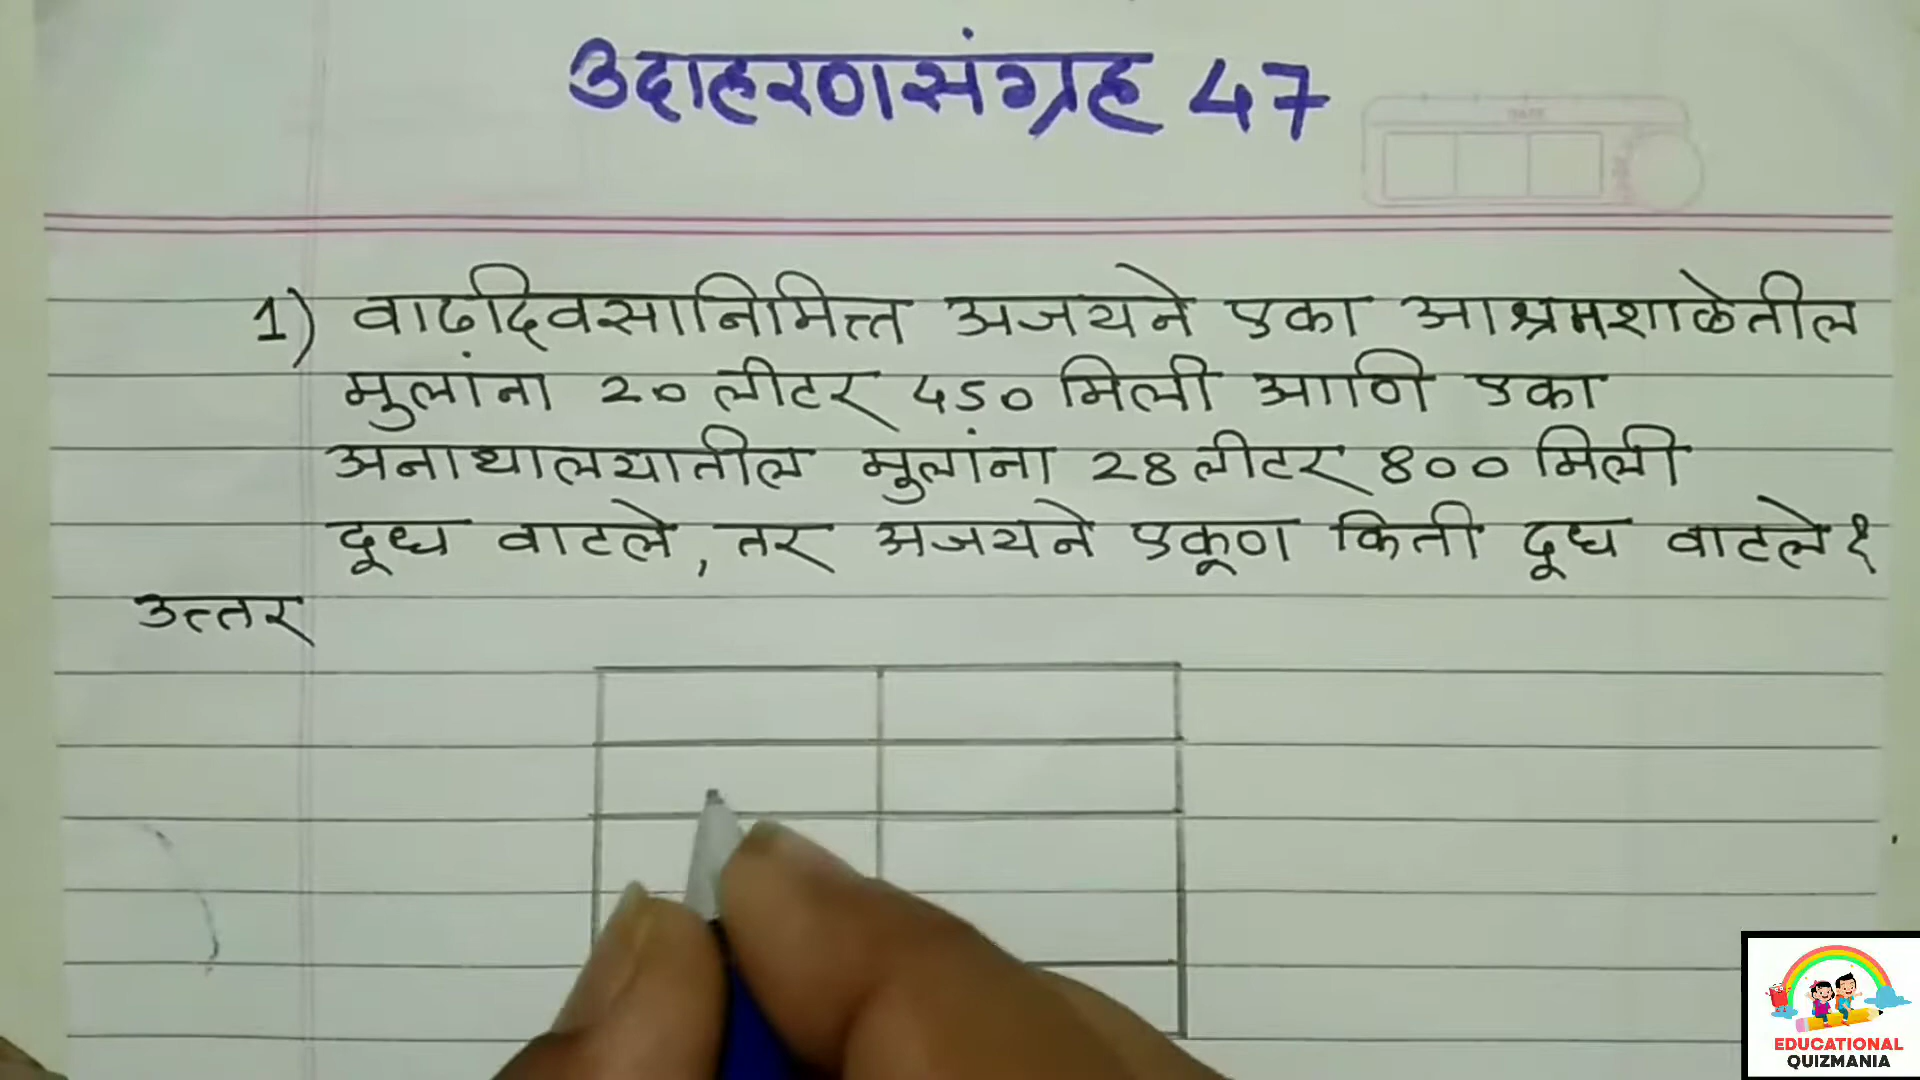 उदाहरणसंग्रह 47
1) वाढदिवसानिमित्त अजयने एका आश्रमशाळेतील
मुलांना 20 लीटर 450 मिली आणि एका
अनाथालयातील मुलांना 28 लीटर 800 मिली
दूध वाटले, तर अजयने एकूण किती दूध वाटले?
उत्तर
EDUCATIONAL
QUIZMANIA